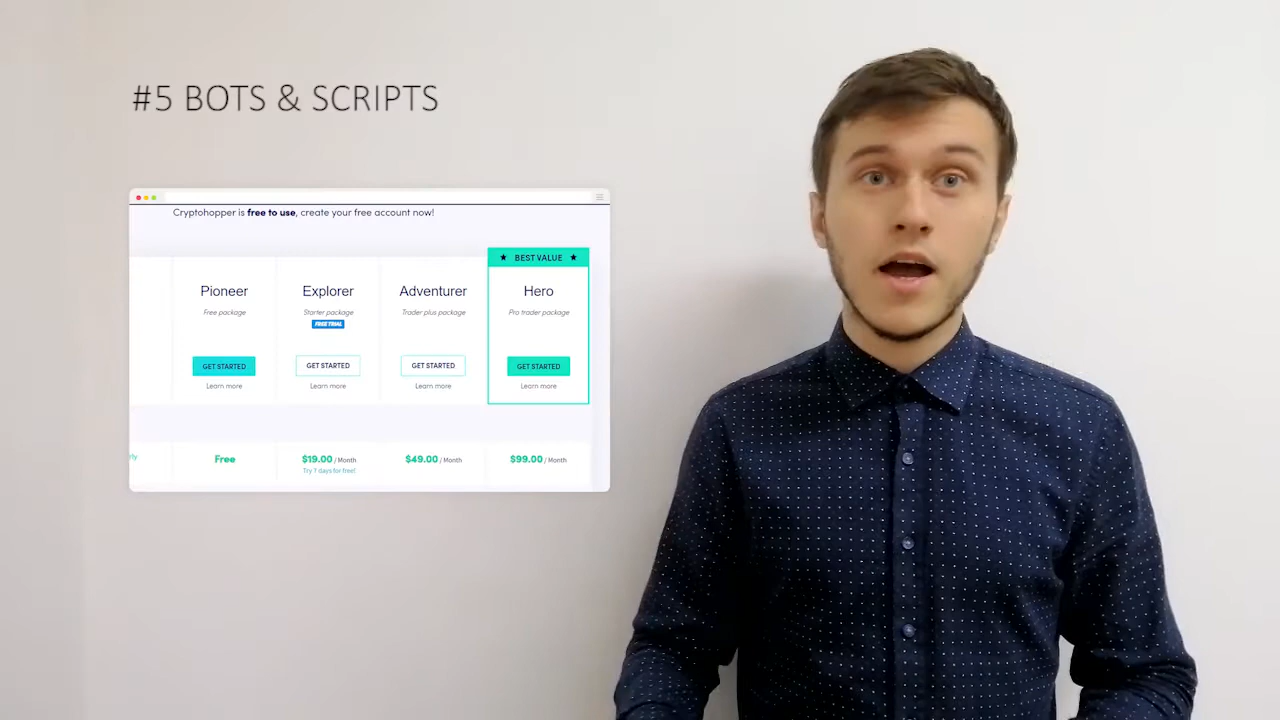 #5 BOTS & SCRIPTS
Cryptohopper is free to use, create your free account now!
★ BEST VALUE ★
Pioneer Explorer Adventurer Hero
Free package Starter package Trader plus package Pro trader package
FREE TRIAL
GET STARTED GET STARTED GET STARTED GET STARTED
Learn more Learn more Learn more Learn more
Free $19.00 / Month $49.00 / Month $99.00 / Month
Try 7 days for free!